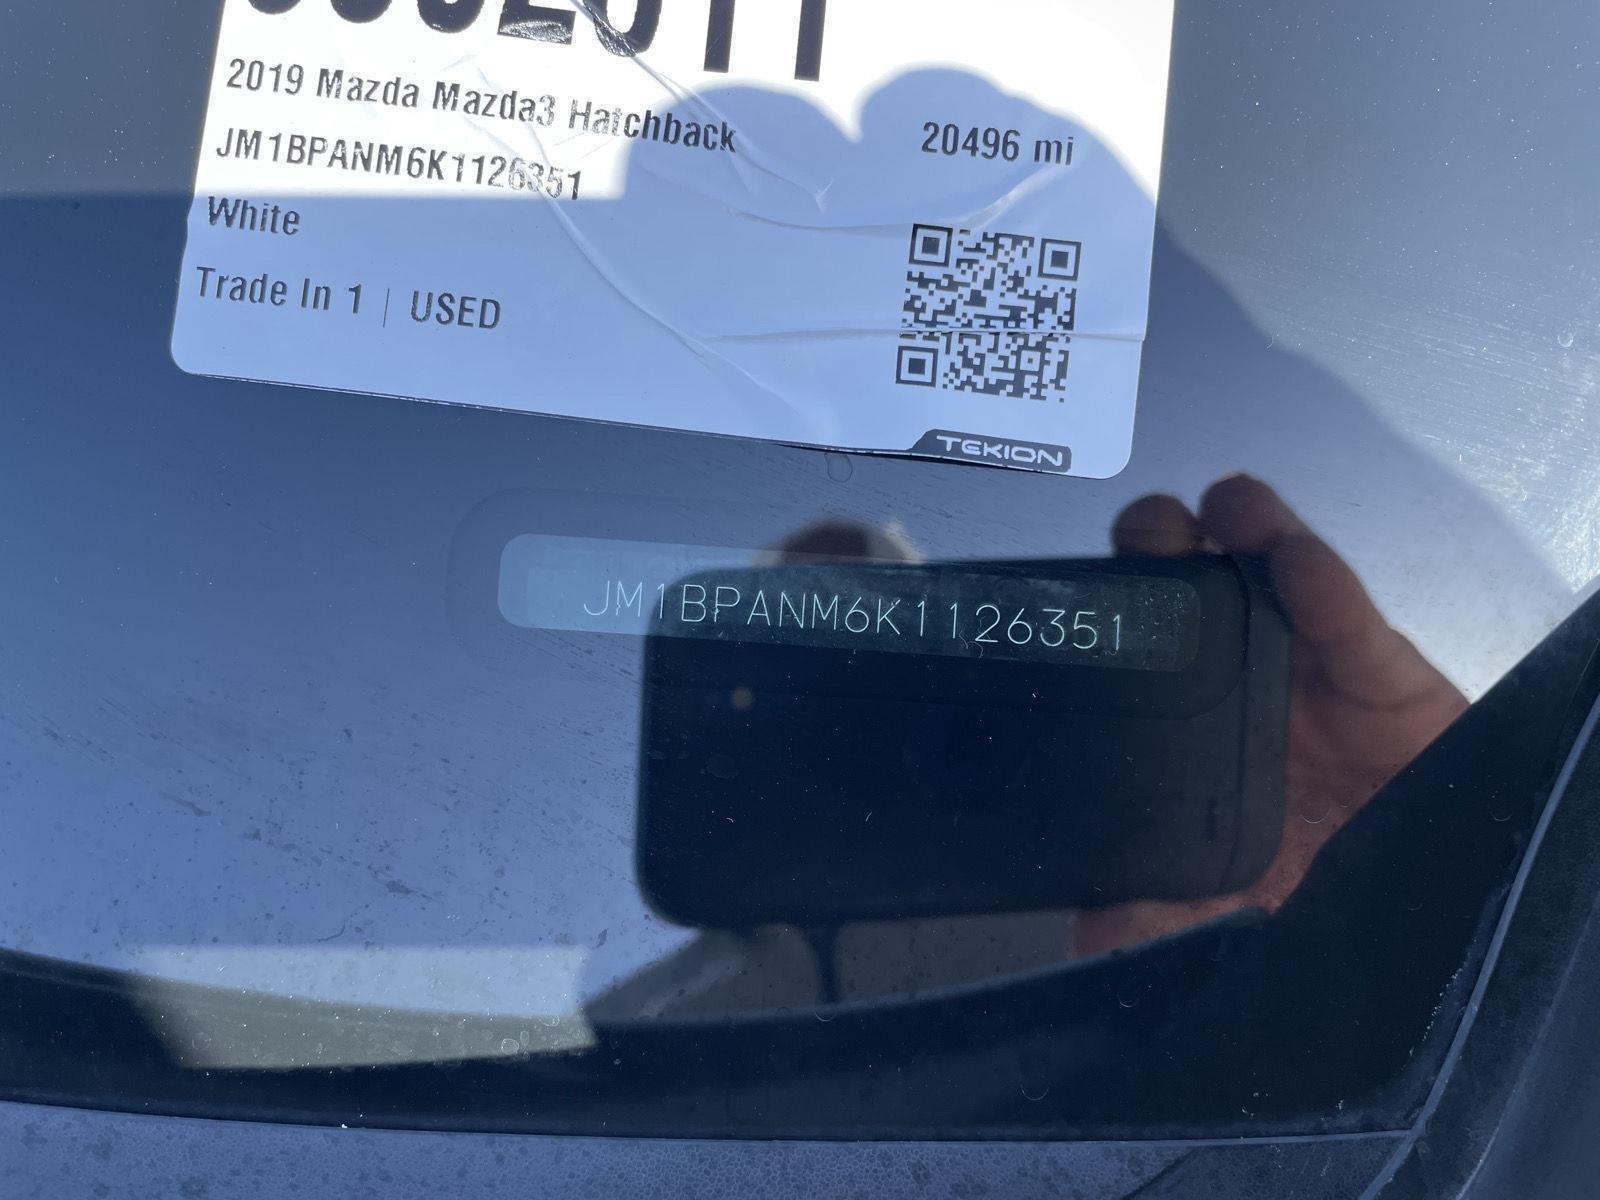 2019 Mazda Mazda3 Hatchback
20496 mi
JM1BPANM6K1126351
White
Trade In 1 | USED
TEKION
JM1BPANM6K1126351